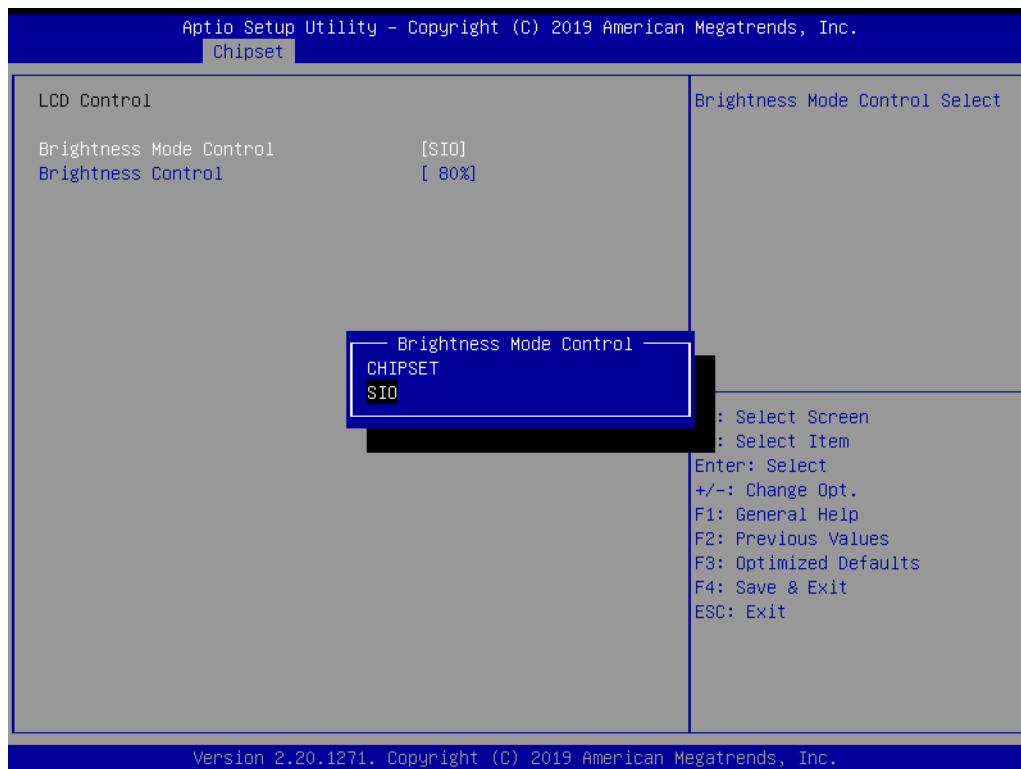 Aptio Setup Utility – Copyright (C) 2019 American Megatrends, Inc.
Chipset
LCD Control
Brightness Mode Control [SIO]
Brightness Control [ 80%]
Brightness Mode Control Select
Brightness Mode Control
CHIPSET
SIO
: Select Screen
: Select Item
Enter: Select
+/-: Change Opt.
F1: General Help
F2: Previous Values
F3: Optimized Defaults
F4: Save & Exit
ESC: Exit
Version 2.20.1271. Copyright (C) 2019 American Megatrends, Inc.